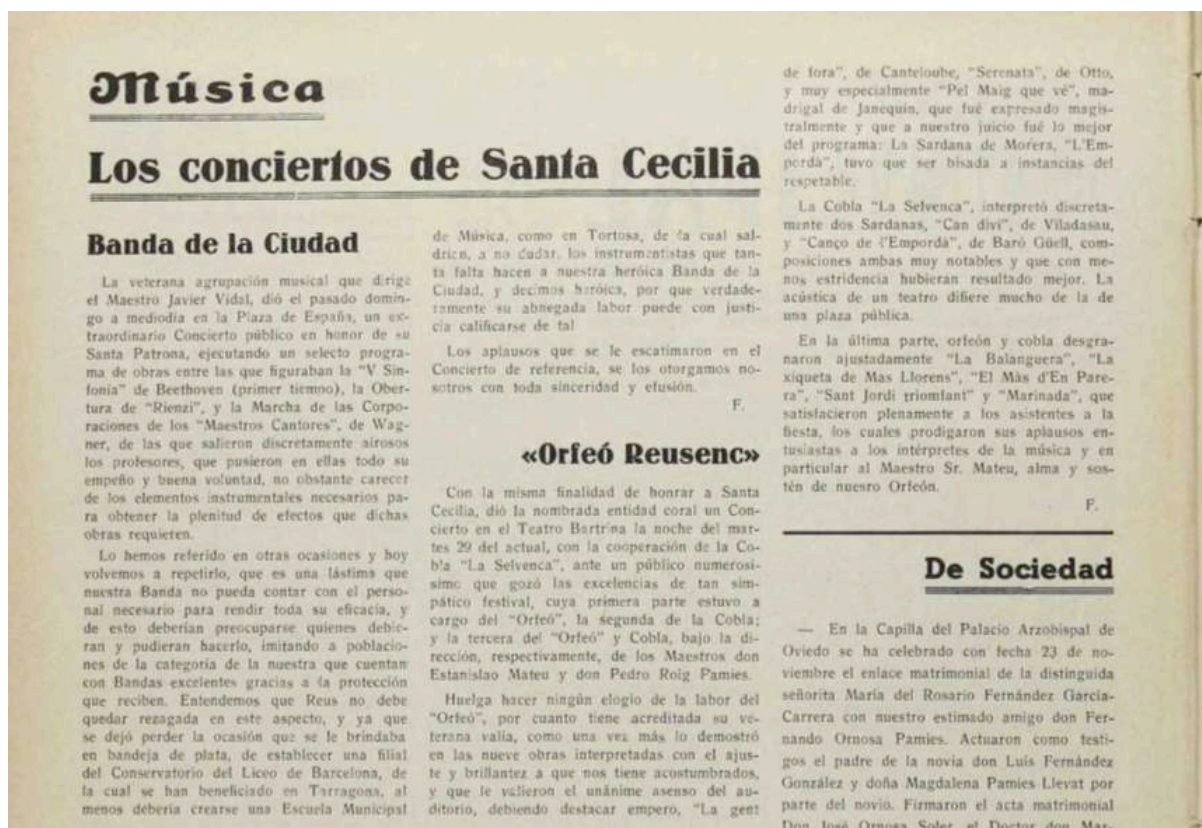 Música
Los conciertos de Santa Cecilia
Banda de la Ciudad
La veterana agrupación musical que dirige
el Maestro Javier Vidal, dió el pasado domin-
go a mediodía en la Plaza de España, un ex-
traordinario Concierto público en honor de su
Santa Patrona, ejecutando un selecto progra-
ma de obras entre las que figuraban la "V Sin-
fonia" de Beethoven (primer tiempo), la Ober-
tura de "Rienzi", y la Marcha de las Corpo-
raciones de los "Maestros Cantores", de Wag-
ner, de las que salieron discretamente airosos
los profesores, que pusieron en ellas todo su
empeño y buena voluntad, no obstante carecer
de los elementos instrumentales necesarios pa-
ra obtener la plenitud de efectos que dichas
obras requieren.
Lo hemos referido en otras ocasiones y hoy
volvemos a repetirlo, que es una lástima que
nuestra Banda no pueda contar con el perso-
nal necesario para rendir toda su eficacia, y
de esto deberían preocuparse quienes debie-
ran y pudieran hacerlo, imitando a poblacio-
nes de la categoría de la nuestra que cuentan
con Bandas excelentes gracias a la protección
que reciben. Entendemos que Reus no debe
quedar rezagada en este aspecto, y ya que
se dejó perder la ocasión que se le brindaba
en bandeja de plata, de establecer una filial
del Conservatorio del Liceo de Barcelona, de
la cual se han beneficiado en Tarragona, al
menos debería crearse una Escuela Municipal
de Música, como en Tortosa, de la cual sal-
drien, a no dudar, los instrumentistas que tan-
ta falta hacen a nuestra heróica Banda de la
Ciudad, y decimos heróica, por que verdade-
ramente su abnegada labor puede con justi-
cia calificarse de tal
Los aplausos que se le escatimaron en el
Concierto de referencia, se los otorgamos no-
sotros con toda sinceridad y efusión.
F.
«Orfeó Reusenc»
Con la misma finalidad de honrar a Santa
Cecilia, dió la nombrada entidad coral un Con-
cierto en el Teatro Bartrina la noche del mar-
tes 29 del actual, con la cooperación de la Co-
bla "La Selvenca", ante un público numerosi-
simo que gozó las excelencias de tan sim-
pático festival, cuya primera parte estuvo a
cargo del "Orfeó", la segunda de la Cobla;
y la tercera del "Orfeó" y Cobla, bajo la di-
rección, respectivamente, de los Maestros don
Estanislao Mateu y don Pedro Roig Pamies.
Huelga hacer ningún elogio de la labor del
"Orfeó", por cuanto tiene acreditada su ve-
terana valía, como una vez más lo demostró
en las nueve obras interpretadas con el ajus-
te y brillantez a que nos tiene acostumbrados,
y que le valieron el unánime asenso del au-
ditorio, debiendo destacar empero, "La gent
de fora", de Canteloube, "Serenata", de Otto,
y muy especialmente "Pel Maig que vé", ma-
drigal de Janequin, que fué expresado magis-
tralmente y que a nuestro juicio fué lo mejor
del programa: La Sardana de Morera, "L'Em-
pordà", tuvo que ser bisada a instancias del
respetable.
La Cobla "La Selvenca", interpretó discreta-
mente dos Sardanas, "Can divi", de Viladasau,
y "Canço de l'Empordá", de Baró Güell, com-
posiciones ambas muy notables y que con me-
nos estridencia hubieran resultado mejor. La
acústica de un teatro difiere mucho de la de
una plaza pública.
En la última parte, orfeón y cobla desgra-
naron ajustadamente "La Balanguera", "La
xiqueta de Mas Llorens", "El Màs d'En Pare-
ra", "Sant Jordi triomfant" y "Marinada", que
satisfacieron plenamente a los asistentes a la
fiesta, los cuales prodigaron sus aplausos en-
tusiastas a los intérpretes de la música y en
particular al Maestro Sr. Mateu, alma y sos-
tén de nuesro Orfeón.
F.
De Sociedad
— En la Capilla del Palacio Arzobispal de
Oviedo se ha celebrado con fecha 23 de no-
viembre el enlace matrimonial de la distinguida
señorita María del Rosario Fernández García-
Carrera con nuestro estimado amigo don Fer-
nando Ornosa Pamies. Actuaron como testi-
gos el padre de la novia don Luis Fernández
González y doña Magdalena Pamies Llevat por
parte del novio. Firmaron el acta matrimonial
Don José Ornosa Soler, el Doctor don Mar-